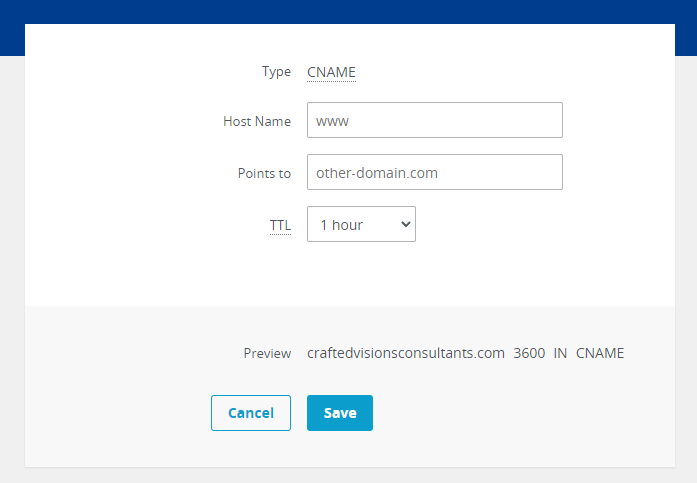 Type CNAME
Host Name www
Points to other-domain.com
TTL 1 hour
Preview craftedvisionsconsultants.com 3600 IN CNAME
Cancel Save